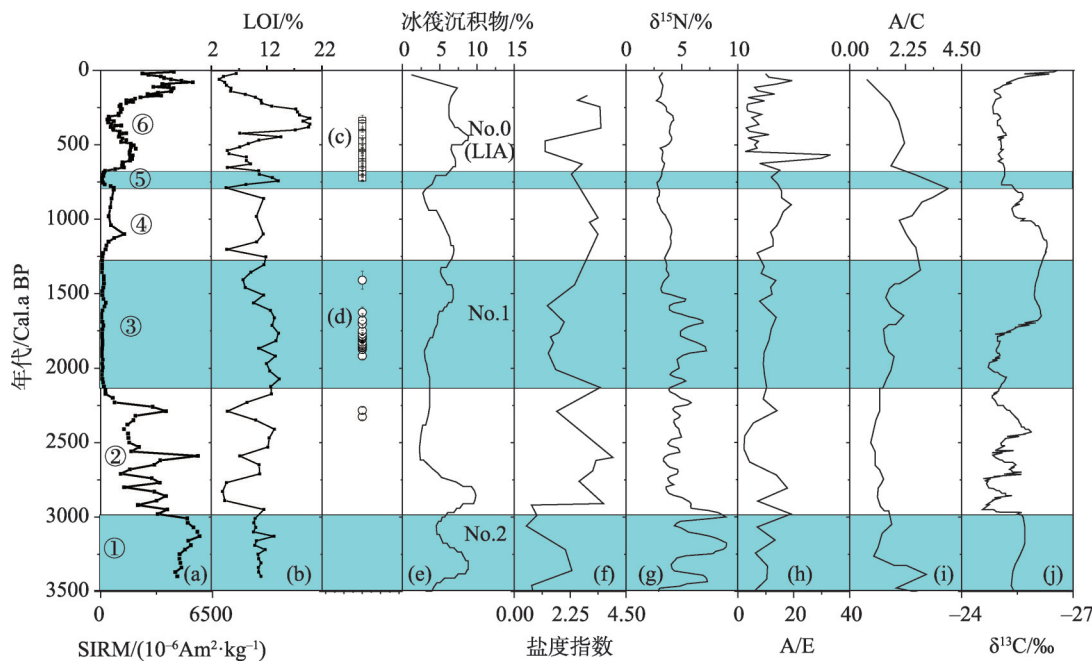 LOI/% 冰筏沉积物/% δ¹⁵N/% A/C
2 12 22 0 5 10 15 0 5 10 0.00 2.25 4.50
年代/Cal.a BP
0
500
1000
1500
2000
2500
3000
3500
⑥
⑤
④
③
②
①
(c)
(d)
No.0
(LIA)
No.1
No.2
(a) (b) (e) (f) (g) (h) (i) (j)
0 6500 0.00 2.25 4.50 0 20 40 −24 −27
SIRM/(10⁻⁶Am²·kg⁻¹) 盐度指数 A/E δ¹³C/‰